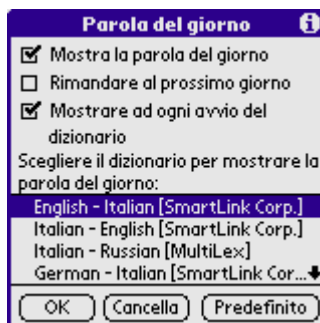 Parola del giorno
Mostra la parola del giorno
Rimandare al prossimo giorno
Mostrare ad ogni avvio del
dizionario
Scegliere il dizionario per mostrare la
parola del giorno:
English - Italian [SmartLink Corp.]
Italian - English [SmartLink Corp.]
Italian - Russian [MultiLex]
German - Italian [SmartLink Cor...
OK Cancella Predefinito